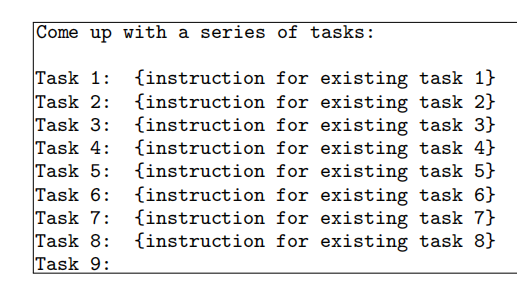 Come up with a series of tasks:
Task 1: {instruction for existing task 1}
Task 2: {instruction for existing task 2}
Task 3: {instruction for existing task 3}
Task 4: {instruction for existing task 4}
Task 5: {instruction for existing task 5}
Task 6: {instruction for existing task 6}
Task 7: {instruction for existing task 7}
Task 8: {instruction for existing task 8}
Task 9: